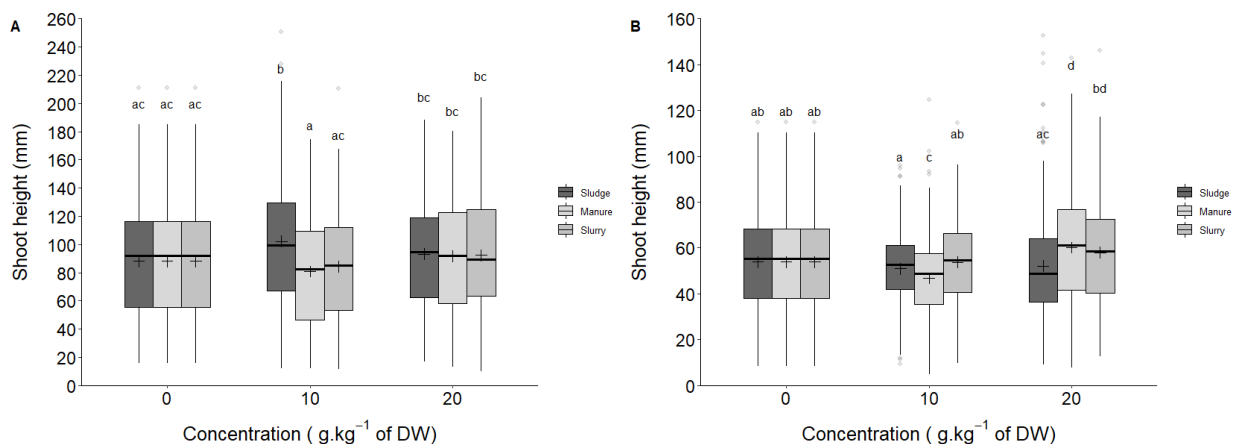 A
260
240
220
200
180
160
140
120
100
80
60
40
20
0
Shoot height (mm)
ac ac ac
b
a
ac
bc
bc
bc
0 10 20
Concentration ( g.kg⁻¹ of DW)
Sludge
Manure
Slurry
B
160
140
120
100
80
60
40
20
0
Shoot height (mm)
ab ab ab
a
c
ab
ac
d
bd
0 10 20
Concentration ( g.kg⁻¹ of DW)
Sludge
Manure
Slurry